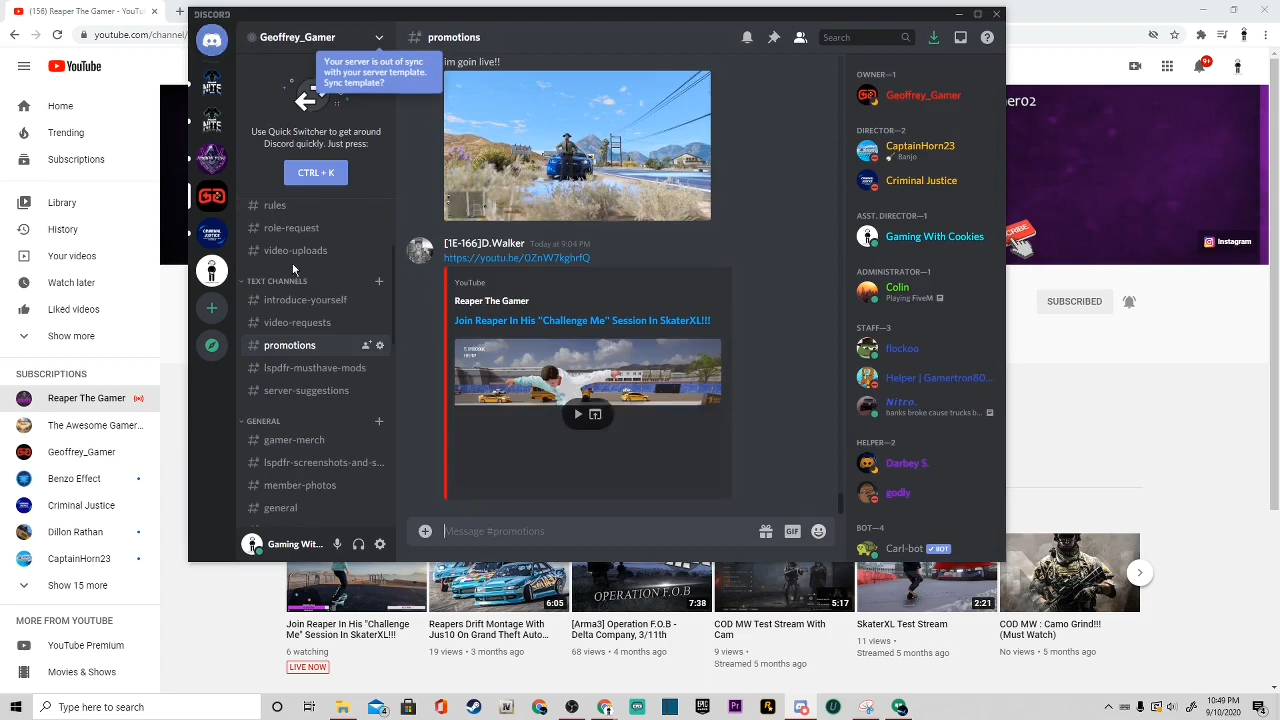 (156) Reaper The Gamer - YouTu
youtube.com/channel/
YouTube
9+
Home
Trending
Subscriptions
Library
History
Your videos
Watch later
Liked videos
Show more
SUBSCRIPTIONS
Reaper The Gamer
The Awesome Gamer...
Geoffrey_Gamer
Benzo Effect
Criminal Justice
Dillon Rathan
CaptainHorn23
Show 15 more
MORE FROM YOUTUBE
YouTube Premium
Movies & Shows
DISCORD
Geoffrey_Gamer
Your server is out of sync
with your server template.
Sync template?
Use Quick Switcher to get around
Discord quickly. Just press:
CTRL + K
rules
role-request
video-uploads
TEXT CHANNELS
introduce-yourself
video-requests
promotions
lspdfr-musthave-mods
server-suggestions
GENERAL
gamer-merch
lspdfr-screenshots-and-s...
member-photos
general
Gaming Wit...
promotions
Search
im goin live!!
[1E-166]D.Walker Today at 9:04 PM
https://youtu.be/0ZnW7kghrfQ
YouTube
Reaper The Gamer
Join Reaper In His "Challenge Me" Session In SkaterXL!!!
Message #promotions
GIF
OWNER—1
Geoffrey_Gamer
DIRECTOR—2
CaptainHorn23
Banjo
Criminal Justice
ASST. DIRECTOR—1
Gaming With Cookies
ADMINISTRATOR—1
Colin
Playing FiveM
STAFF—3
flockoo
Helper | Gamertron80...
Nitro.
banks broke cause trucks b...
HELPER—2
Darbey S.
godly
BOT—4
Carl-bot BOT
er02
Instagram
SUBSCRIBED
Join Reaper In His "Challenge
Me" Session In SkaterXL!!!
6 watching
LIVE NOW
6:05
Reapers Drift Montage With
Jus10 On Grand Theft Auto...
19 views • 3 months ago
OPERATION F.O.B
7:38
[Arma3] Operation F.O.B -
Delta Company, 3/11th
68 views • 4 months ago
5:17
COD MW Test Stream With
Cam
9 views •
Streamed 5 months ago
2:21
SkaterXL Test Stream
11 views •
Streamed 5 months ago
COD MW : Camo Grind!!!
(Must Watch)
No views • 5 months ago
Type here to search
10:49 PM
9/10/2020